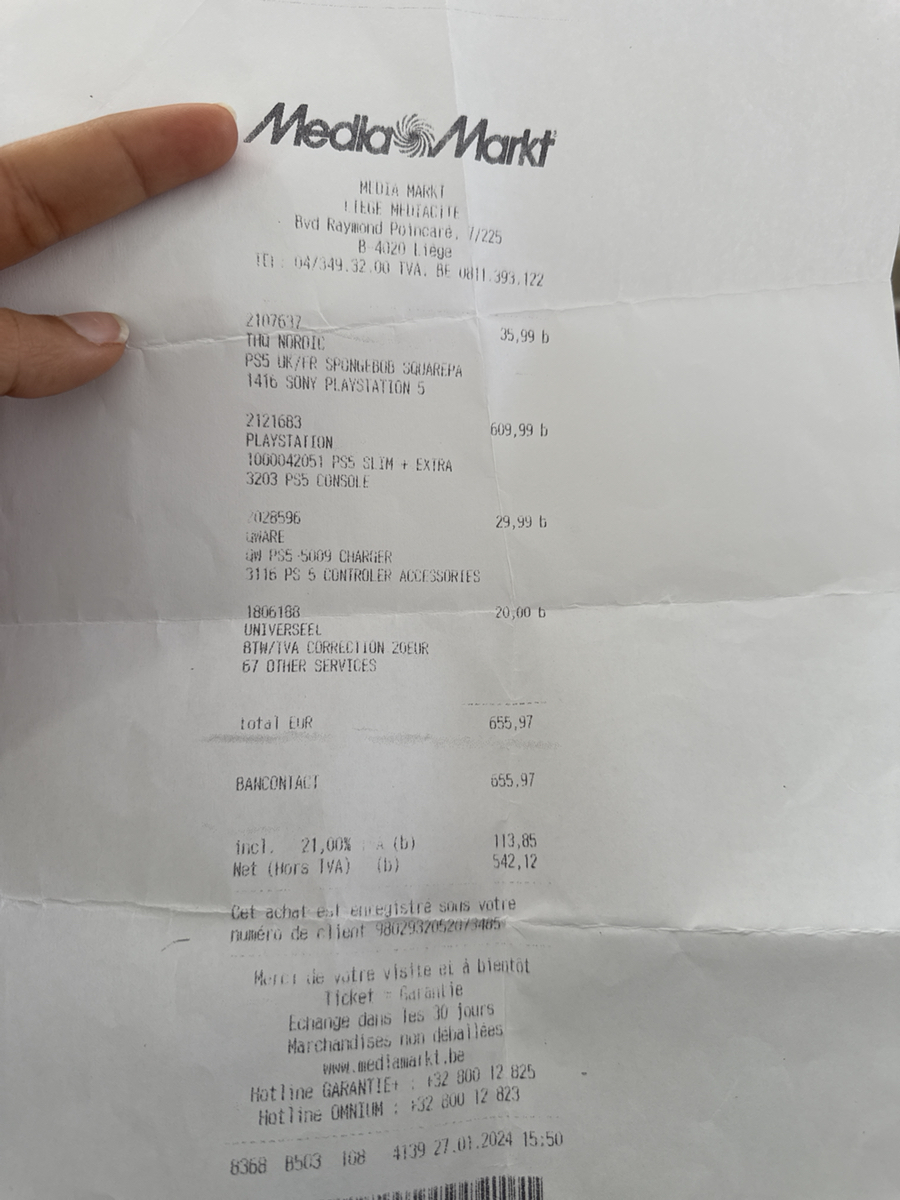 Media Markt
MEDIA MARKT
LIEGE MEDIACITE
Bvd Raymond Poincaré, 7/225
B-4020 Liège
TEl: 04/349.32.00 TVA. BE 0811.393.122
2107637 35,99 b
THQ NORDIC
PS5 UK/FR SPONGEBOB SQUAREPA
1416 SONY PLAYSTATION 5
2121683 609,99 b
PLAYSTATION
1000042051 PS5 SLIM + EXTRA
3203 PS5 CONSOLE
2028596 29,99 b
QWARE
QW PS5-5009 CHARGER
3116 PS 5 CONTROLER ACCESSORIES
1806188 20,00 b
UNIVERSEEL
BTW/TVA CORRECTION 20EUR
67 OTHER SERVICES
total EUR 655,97
BANCONTACT 655,97
incl. 21,00% (b) 113,85
Net (Hors TVA) (b) 542,12
Cet achat est enregistré sous votre
numéro de client
Merci de votre visite et à bientôt
Ticket = Garantie
Echange dans les 30 jours
Marchandises non déballées
www.mediamarkt.be
Hotline GARANTIE+ : +32 800 12 825
Hotline OMNIUM : +32 800 12 823
8368 8503 168 4139 27.01.2024 15:50